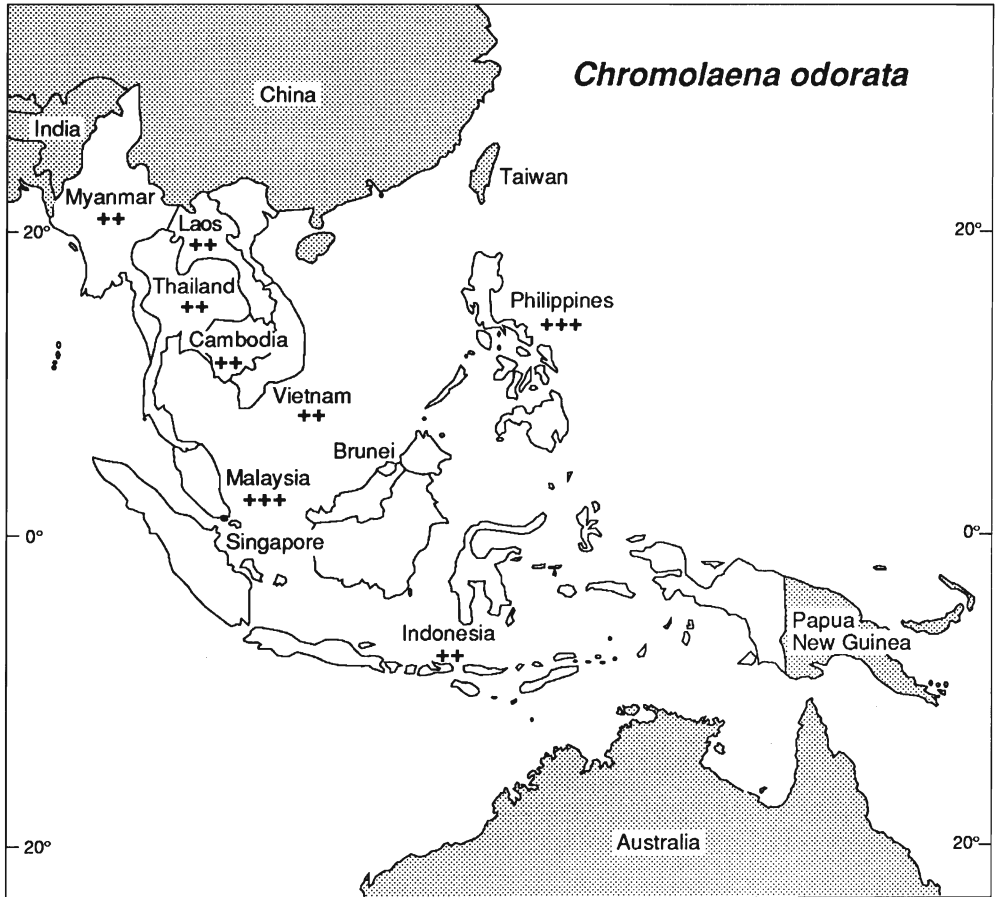 Chromolaena odorata
China
India
Taiwan
Myanmar
++
Laos
++
20°
20°
Thailand
++
Philippines
+++
Cambodia
++
Vietnam
++
Brunei
Malaysia
+++
0°
0°
Singapore
Indonesia
++
Papua
New Guinea
20°
20°
Australia